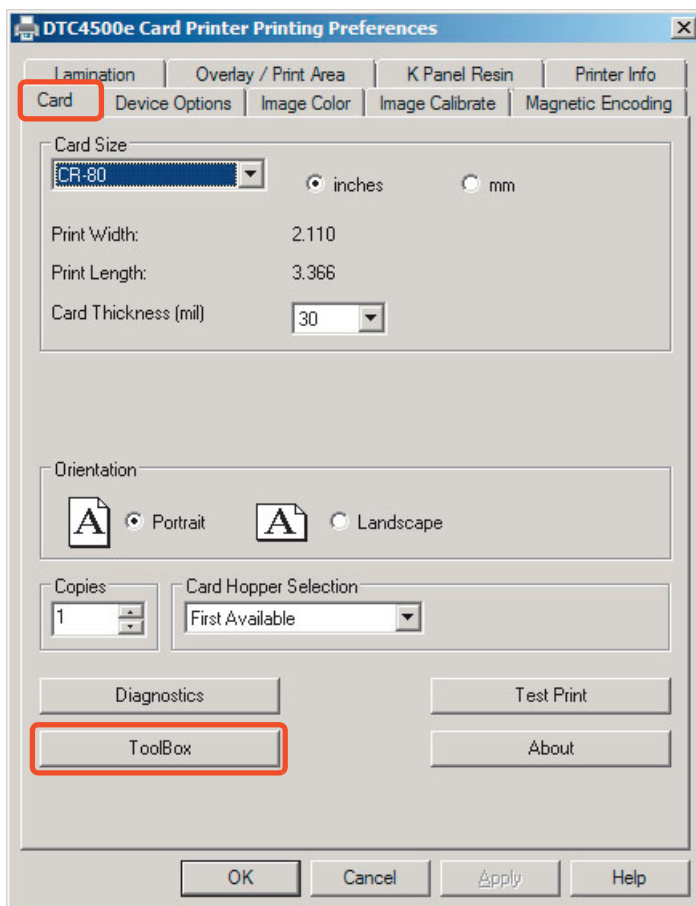 DTC4500e Card Printer Printing Preferences
Lamination Overlay / Print Area K Panel Resin Printer Info
Card Device Options Image Color Image Calibrate Magnetic Encoding
Card Size
CR-80 inches mm
Print Width: 2.110
Print Length: 3.366
Card Thickness (mil) 30
Orientation
A Portrait A Landscape
Copies Card Hopper Selection
1 First Available
Diagnostics Test Print
ToolBox About
OK Cancel Apply Help